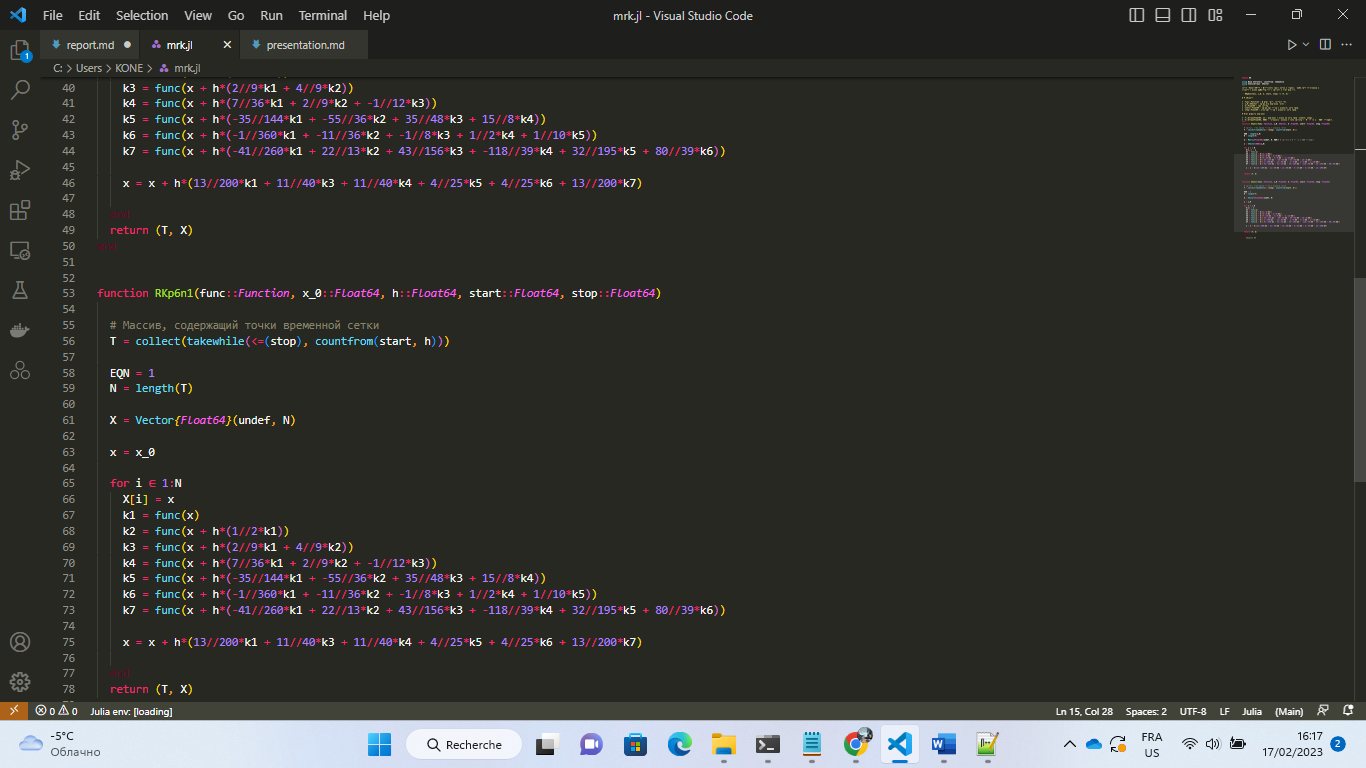 File Edit Selection View Go Run Terminal Help
mrk.jl - Visual Studio Code
report.md
mrk.jl
presentation.md
C: > Users > KONE > mrk.jl
40 k3 = func(x + h*(2//9*k1 + 4//9*k2))
41 k4 = func(x + h*(7//36*k1 + 2//9*k2 + -1//12*k3))
42 k5 = func(x + h*(-35//144*k1 + -55//36*k2 + 35//48*k3 + 15//8*k4))
43 k6 = func(x + h*(-1//360*k1 + -11//36*k2 + -1//8*k3 + 1//2*k4 + 1//10*k5))
44 k7 = func(x + h*(-41//260*k1 + 22//13*k2 + 43//156*k3 + -118//39*k4 + 32//195*k5 + 80//39*k6))
45
46 x = x + h*(13//200*k1 + 11//40*k3 + 11//40*k4 + 4//25*k5 + 4//25*k6 + 13//200*k7)
47
48 end
49 return (T, X)
50 end
51
52
53 function RKp6n1(func::Function, x_0::Float64, h::Float64, start::Float64, stop::Float64)
54
55 # Массив, содержащий точки временной сетки
56 T = collect(takewhile(<=(stop), countfrom(start, h)))
57
58 EQN = 1
59 N = length(T)
60
61 X = Vector{Float64}(undef, N)
62
63 x = x_0
64
65 for i ∈ 1:N
66 X[i] = x
67 k1 = func(x)
68 k2 = func(x + h*(1//2*k1))
69 k3 = func(x + h*(2//9*k1 + 4//9*k2))
70 k4 = func(x + h*(7//36*k1 + 2//9*k2 + -1//12*k3))
71 k5 = func(x + h*(-35//144*k1 + -55//36*k2 + 35//48*k3 + 15//8*k4))
72 k6 = func(x + h*(-1//360*k1 + -11//36*k2 + -1//8*k3 + 1//2*k4 + 1//10*k5))
73 k7 = func(x + h*(-41//260*k1 + 22//13*k2 + 43//156*k3 + -118//39*k4 + 32//195*k5 + 80//39*k6))
74
75 x = x + h*(13//200*k1 + 11//40*k3 + 11//40*k4 + 4//25*k5 + 4//25*k6 + 13//200*k7)
76
77 end
78 return (T, X)
0 0 Julia env: [loading]
Ln 15, Col 28 Spaces: 2 UTF-8 LF Julia (Main)
-5°C
Облачно
Recherche
FRA
US
16:17
17/02/2023
2